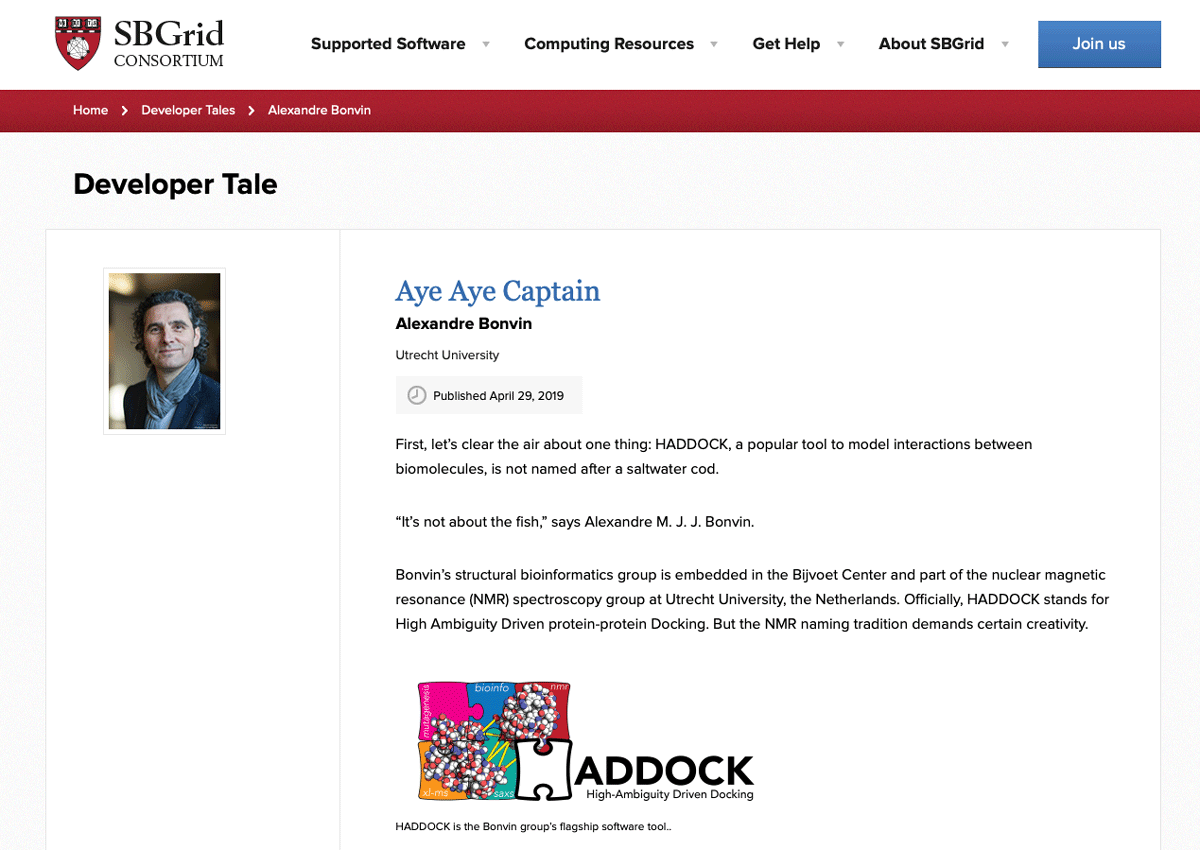 SBGrid
CONSORTIUM
Supported Software
Computing Resources
Get Help
About SBGrid
Join us
Home
Developer Tales
Alexandre Bonvin
Developer Tale
Aye Aye Captain
Alexandre Bonvin
Utrecht University
Published April 29, 2019
First, let’s clear the air about one thing: HADDOCK, a popular tool to model interactions between
biomolecules, is not named after a saltwater cod.
“It’s not about the fish,” says Alexandre M. J. J. Bonvin.
Bonvin’s structural bioinformatics group is embedded in the Bijvoet Center and part of the nuclear magnetic
resonance (NMR) spectroscopy group at Utrecht University, the Netherlands. Officially, HADDOCK stands for
High Ambiguity Driven protein-protein Docking. But the NMR naming tradition demands certain creativity.
mutagenesis
bioinfo
nmr
xl-ms
saxs
ADDOCK
High-Ambiguity Driven Docking
HADDOCK is the Bonvin group’s flagship software tool..